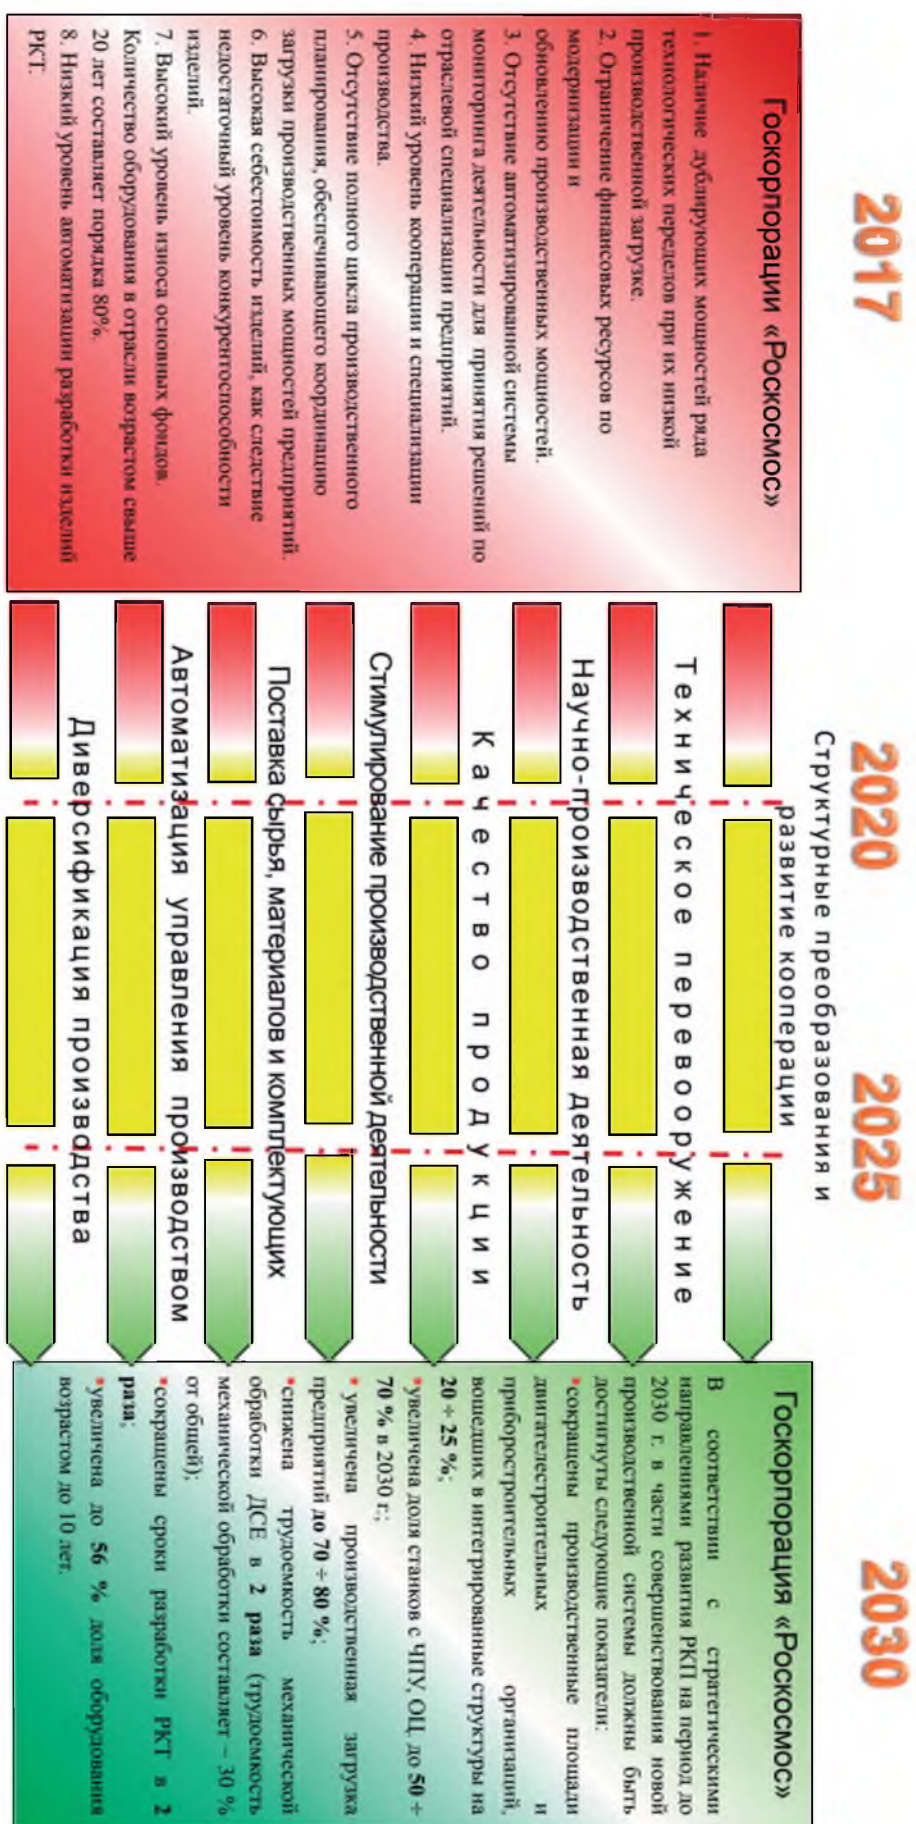 2017
2020
2025
2030
Госкорпорации «Роскосмос»
1. Наличие дублирующих мощностей ряда
технологических переделов при их низкой
производственной загрузке.
2. Ограничение финансовых ресурсов по
модернизации и
обновлению производственных мощностей.
3. Отсутствие автоматизированной системы
мониторинга деятельности для принятия решений по
отраслевой специализации предприятий.
4. Низкий уровень кооперации и специализации
производства.
5. Отсутствие полного цикла производственного
планирования, обеспечивающего координацию
загрузки производственных мощностей предприятий.
6. Высокая себестоимость изделий, как следствие
недостаточный уровень конкурентоспособности
изделий.
7. Высокий уровень износа основных фондов.
Количество оборудования в отрасли возрастом свыше
20 лет составляет порядка 80%.
8. Низкий уровень автоматизации разработки изделий
РКТ.
Структурные преобразования и
развитие кооперации
Техническое перевооружение
Научно-производственная деятельность
Качество продукции
Стимулирование производственной деятельности
Поставка сырья, материалов и комплектующих
Автоматизация управления производством
Диверсификация производства
Госкорпорация «Роскосмос»
В соответствии с стратегическими
направлениями развития РКП на период до
2030 г. в части совершенствования новой
производственной системы должны быть
достигнуты следующие показатели:
*сокращены производственные площади
двигателестроительных и
приборостроительных организаций,
вошедших в интегрированные структуры на
20 ÷ 25 %;
*увеличена доля станков с ЧПУ, ОЦ, до 50 ÷
70 % в 2030 г.;
* увеличена производственная загрузка
предприятий до 70 ÷ 80 %;
*снижена трудоемкость механической
обработки ДСЕ в 2 раза (трудоемкость
механической обработки составляет – 30 %
от общей);
*сокращены сроки разработки РКТ в 2
раза;
*увеличена до 56 % доля оборудования
возрастом до 10 лет.